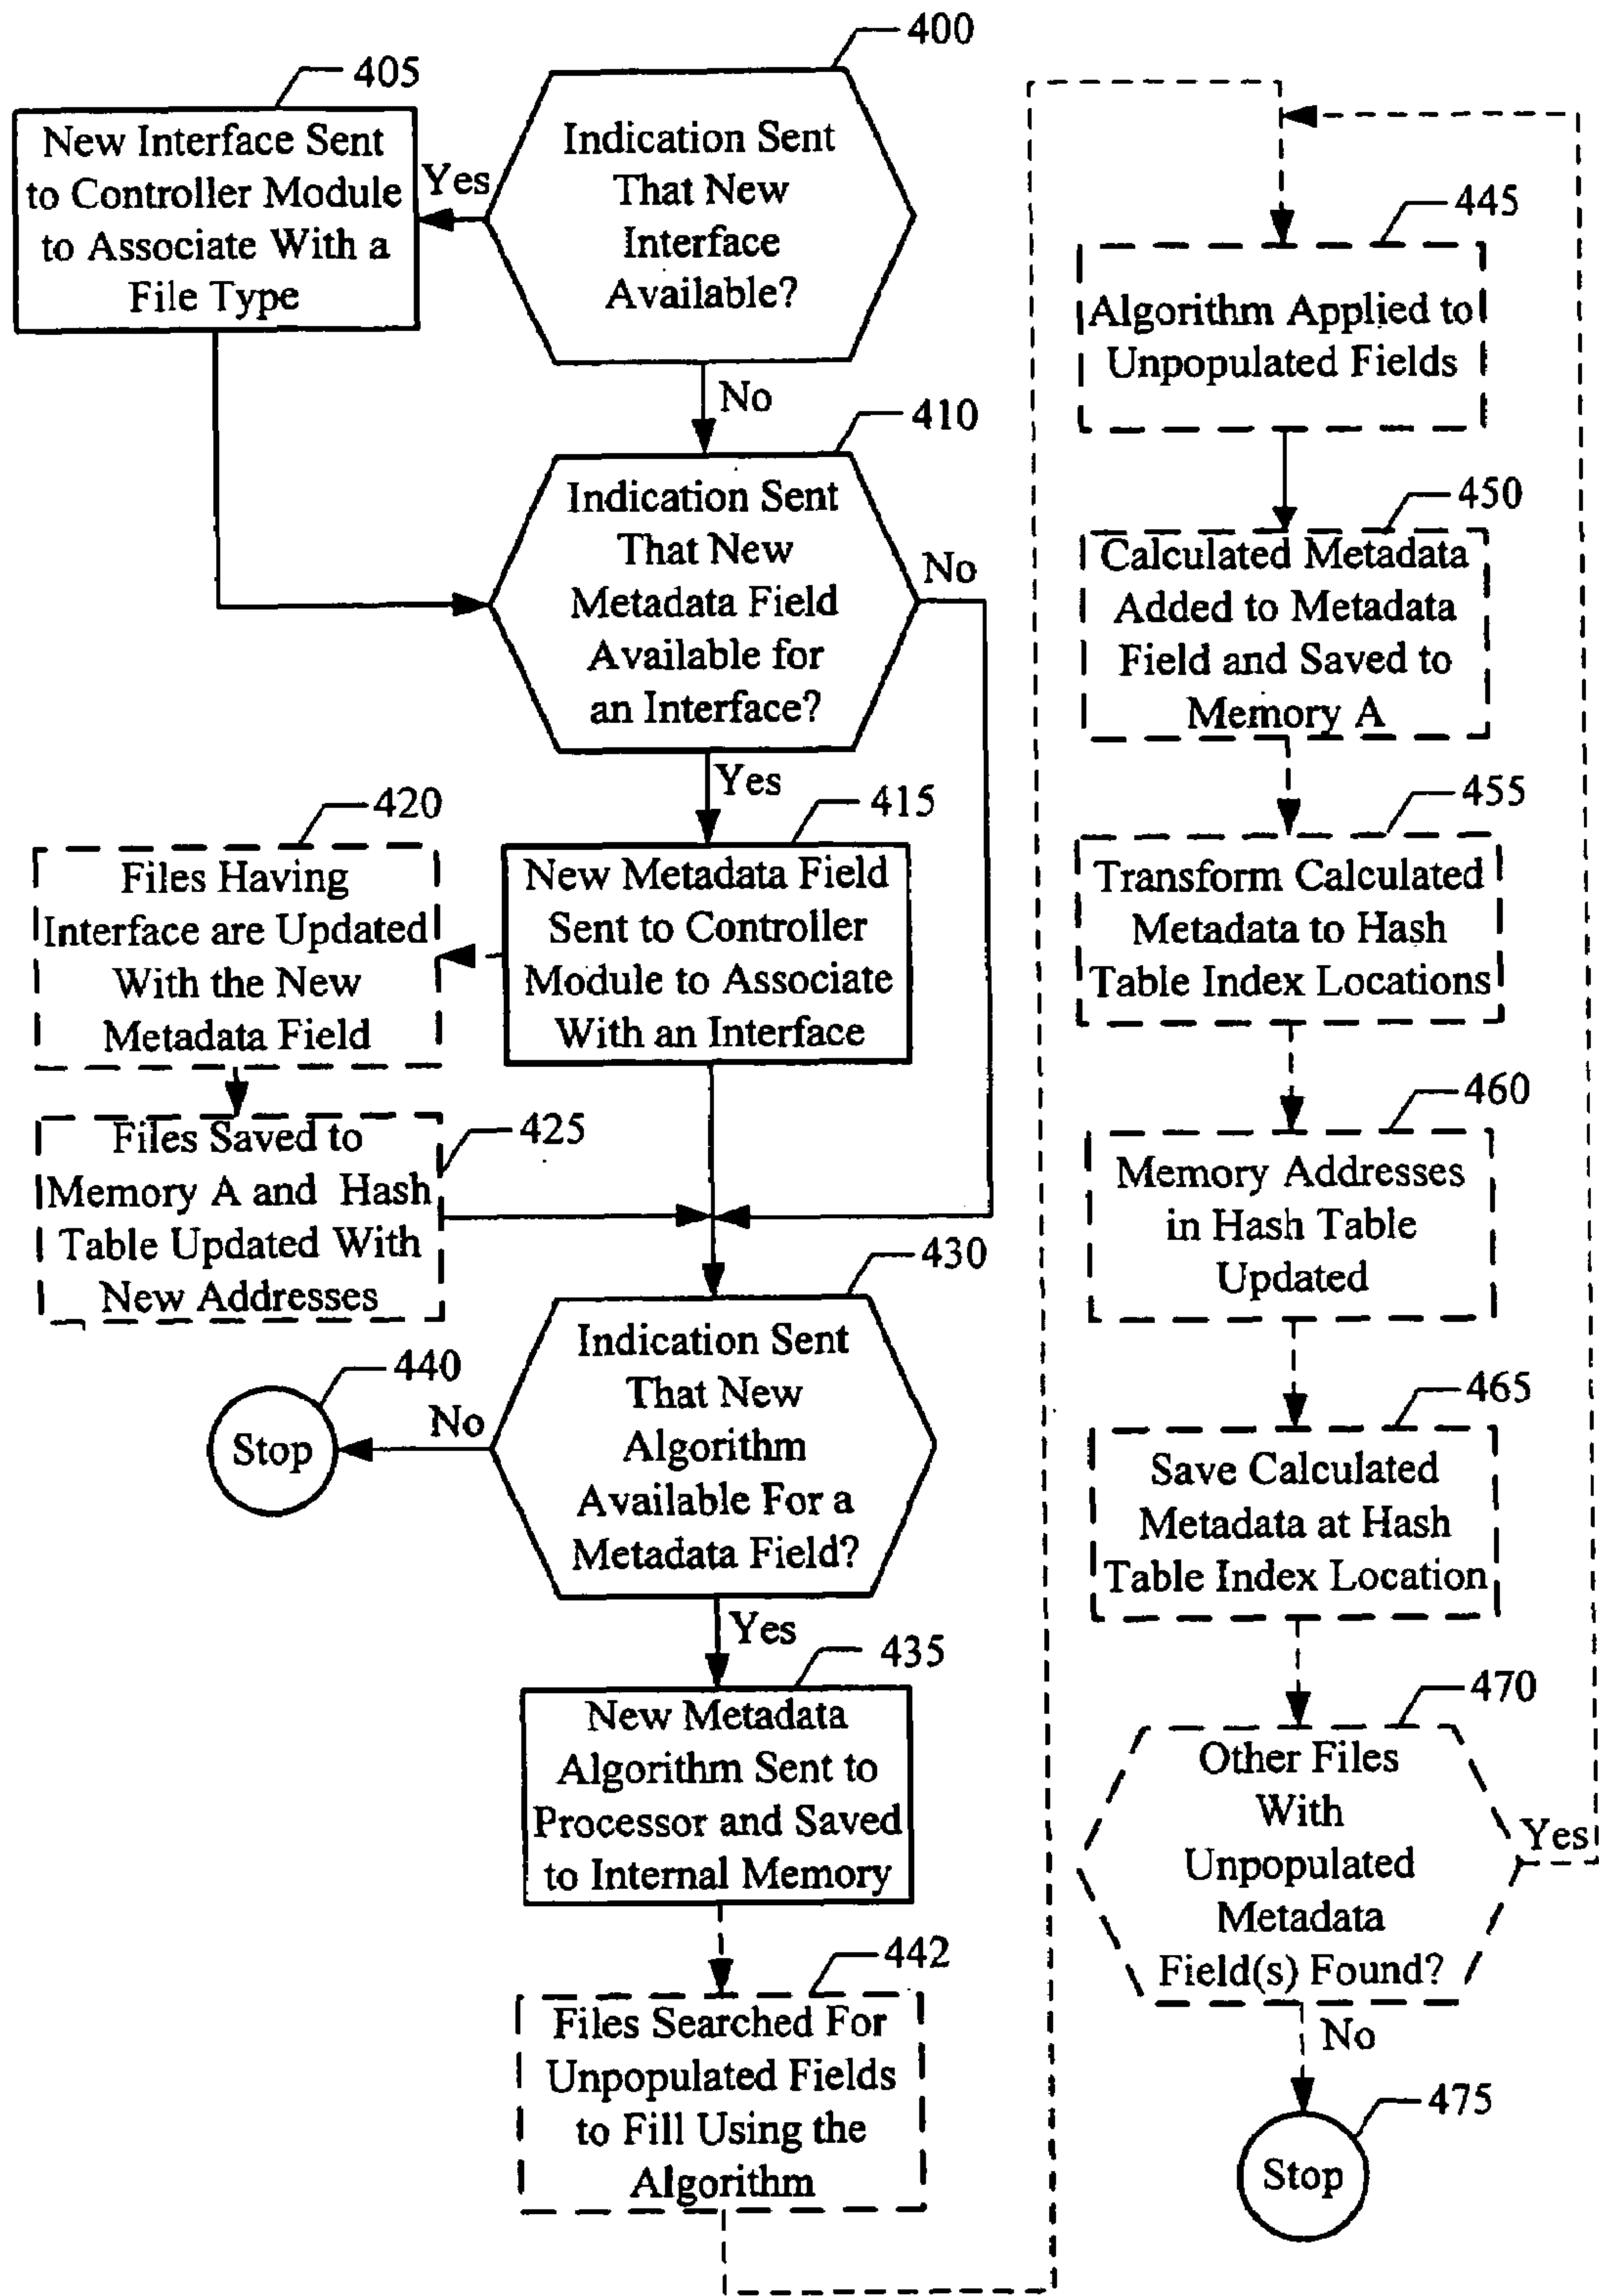 400
405
Indication Sent
That New
Interface
Available?
New Interface Sent
to Controller Module
to Associate With a
File Type
Yes
No
410
Indication Sent
That New
Metadata Field
Available for
an Interface?
No
Yes
415
New Metadata Field
Sent to Controller
Module to Associate
With an Interface
420
Files Having
Interface are Updated
With the New
Metadata Field
425
Files Saved to
Memory A and Hash
Table Updated With
New Addresses
430
Indication Sent
That New
Algorithm
Available For a
Metadata Field?
No
440
Stop
Yes
435
New Metadata
Algorithm Sent to
Processor and Saved
to Internal Memory
442
Files Searched For
Unpopulated Fields
to Fill Using the
Algorithm
445
Algorithm Applied to
Unpopulated Fields
450
Calculated Metadata
Added to Metadata
Field and Saved to
Memory A
455
Transform Calculated
Metadata to Hash
Table Index Locations
460
Memory Addresses
in Hash Table
Updated
465
Save Calculated
Metadata at Hash
Table Index Location
470
Other Files
With
Unpopulated
Metadata
Field(s) Found?
Yes
No
475
Stop